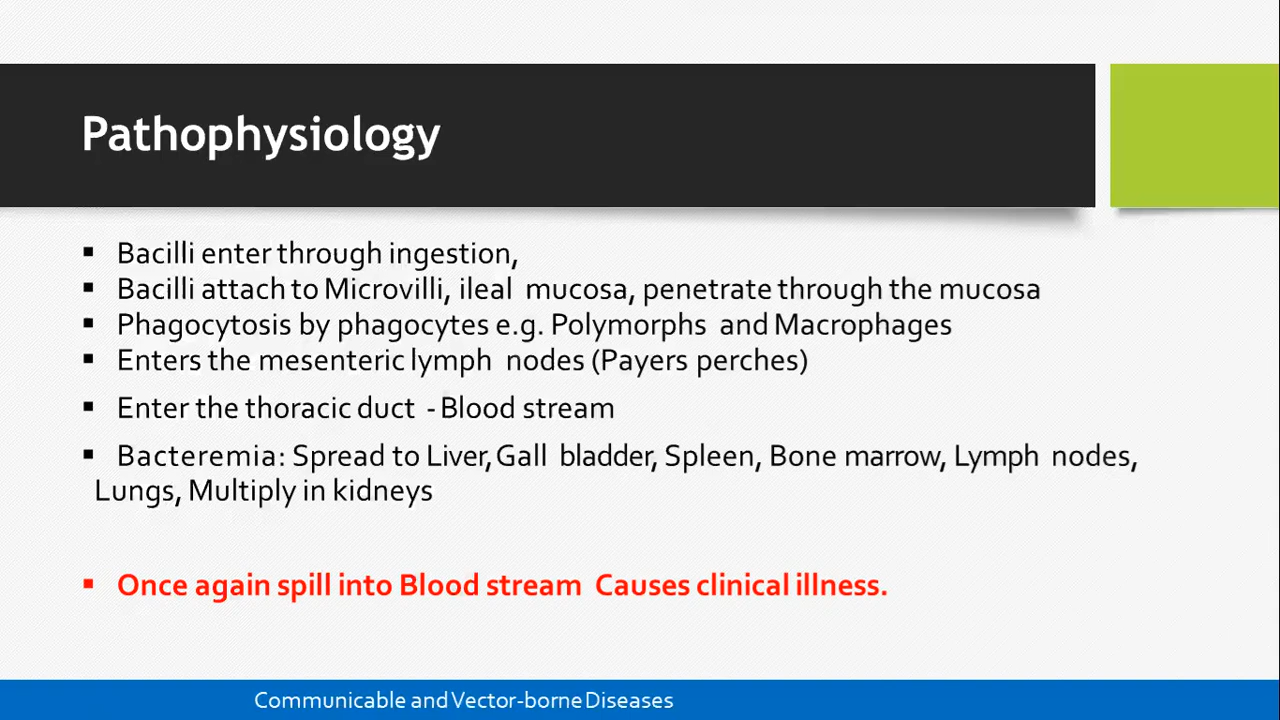 Pathophysiology
▪ Bacilli enter through ingestion,
▪ Bacilli attach to Microvilli, ileal mucosa, penetrate through the mucosa
▪ Phagocytosis by phagocytes e.g. Polymorphs and Macrophages
▪ Enters the mesenteric lymph nodes (Payers perches)
▪ Enter the thoracic duct - Blood stream
▪ Bacteremia: Spread to Liver, Gall bladder, Spleen, Bone marrow, Lymph nodes,
Lungs, Multiply in kidneys
▪ Once again spill into Blood stream Causes clinical illness.
Communicable and Vector-borne Diseases